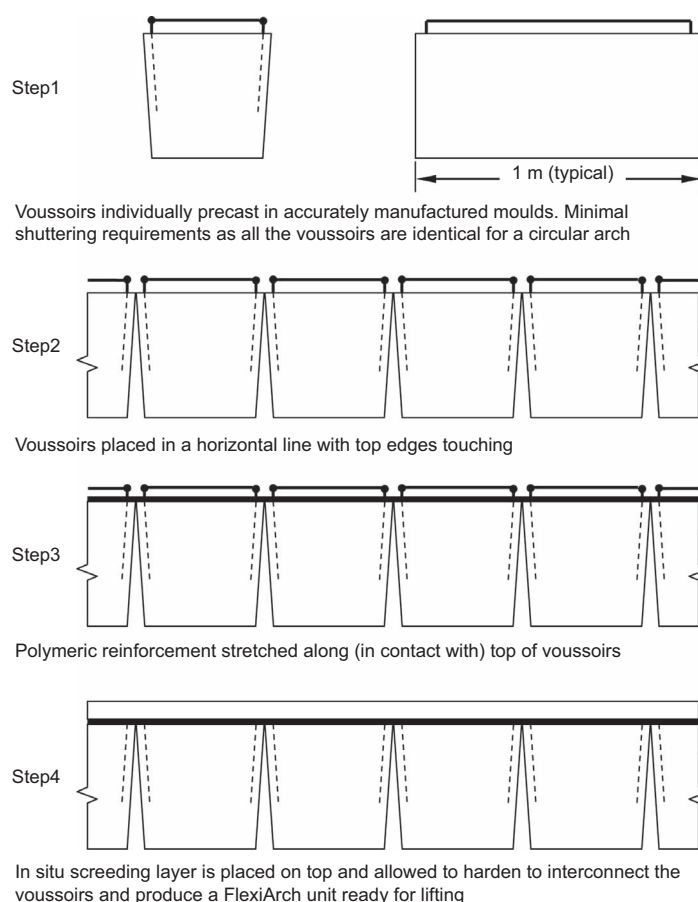 Step1
1 m (typical)
Voussoirs individually precast in accurately manufactured moulds. Minimal
shuttering requirements as all the voussoirs are identical for a circular arch
Step2
Voussoirs placed in a horizontal line with top edges touching
Step3
Polymeric reinforcement stretched along (in contact with) top of voussoirs
Step4
In situ screeding layer is placed on top and allowed to harden to interconnect the
voussoirs and produce a FlexiArch unit ready for lifting